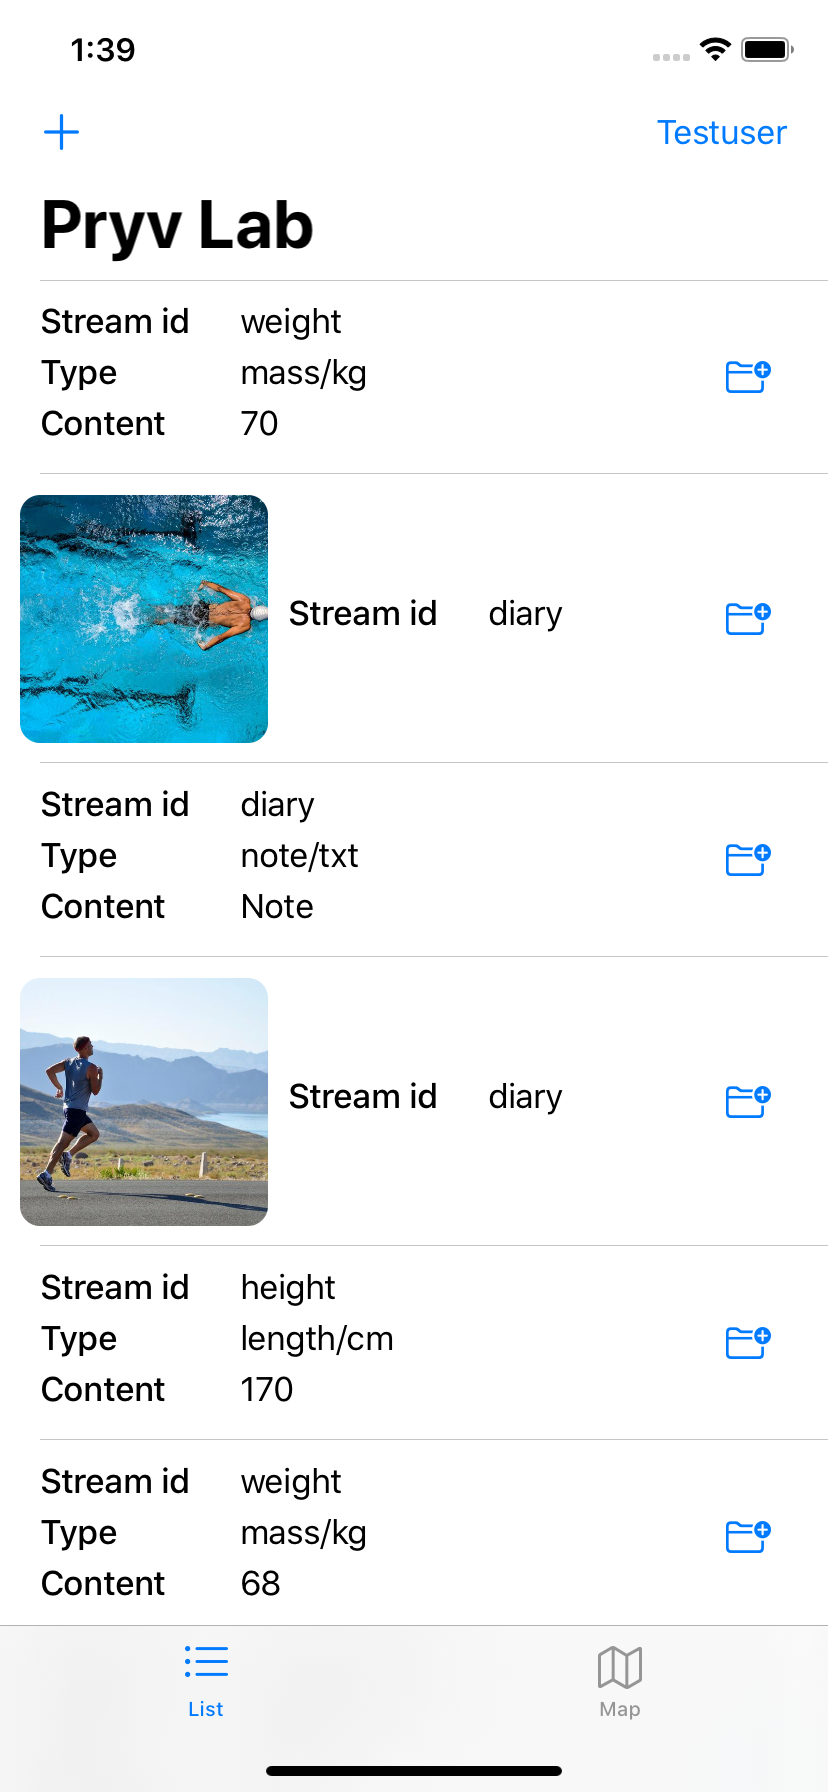 1:39
Testuser
Pryv Lab
Stream id weight
Type mass/kg
Content 70
Stream id diary
Stream id diary
Type note/txt
Content Note
Stream id diary
Stream id height
Type length/cm
Content 170
Stream id weight
Type mass/kg
Content 68
List Map